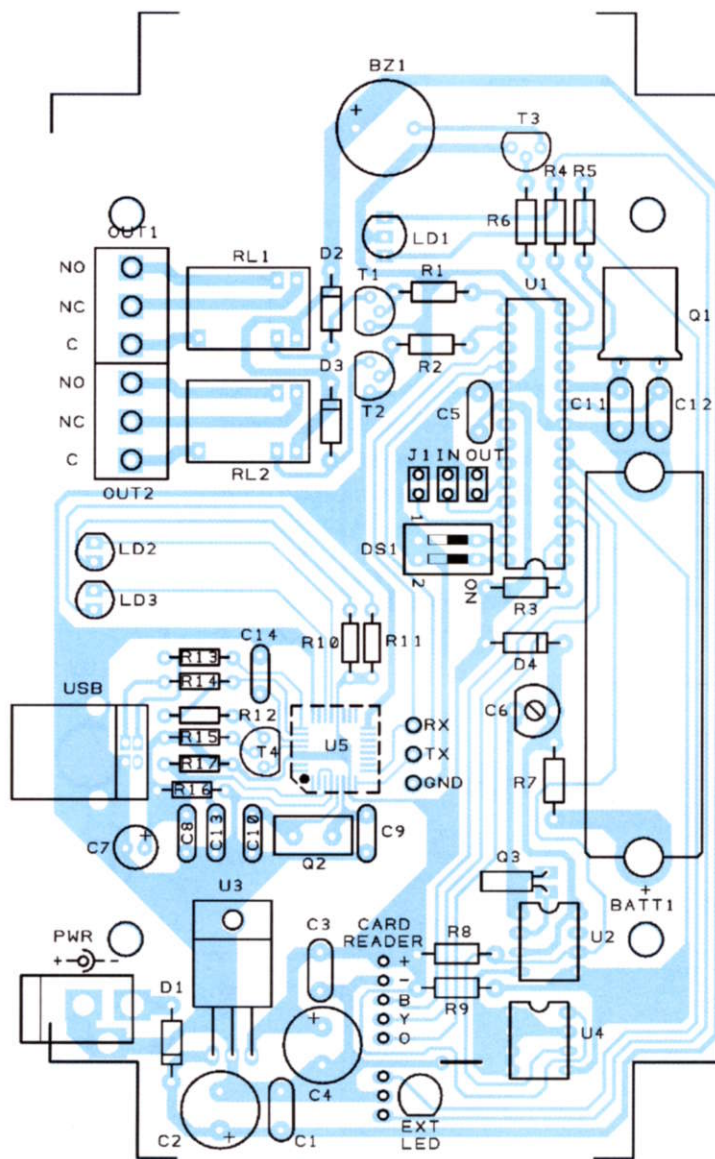 BZ1
+
T3
R4 R5
R6
OUT1
LD1
NO
NC
C
RL1
D2
T1
R1
U1
Q1
NO
NC
C
RL2
D3
T2
R2
C5
C11
C12
OUT2
J1 IN OUT
1
2
DS1
ON
LD2
LD3
R3
D4
R10
R11
C14
R13
R14
R12
R15
R17
R16
USB
T4
U5
RX
TX
GND
C6
R7
C7
+
C8
C13
C10
Q2
C9
Q3
+
BATT1
U3
U2
PWR
+ -
D1
C3
CARD
READER
+
-
B
Y
O
R8
R9
U4
+
C4
C2
+
C1
EXT
LED